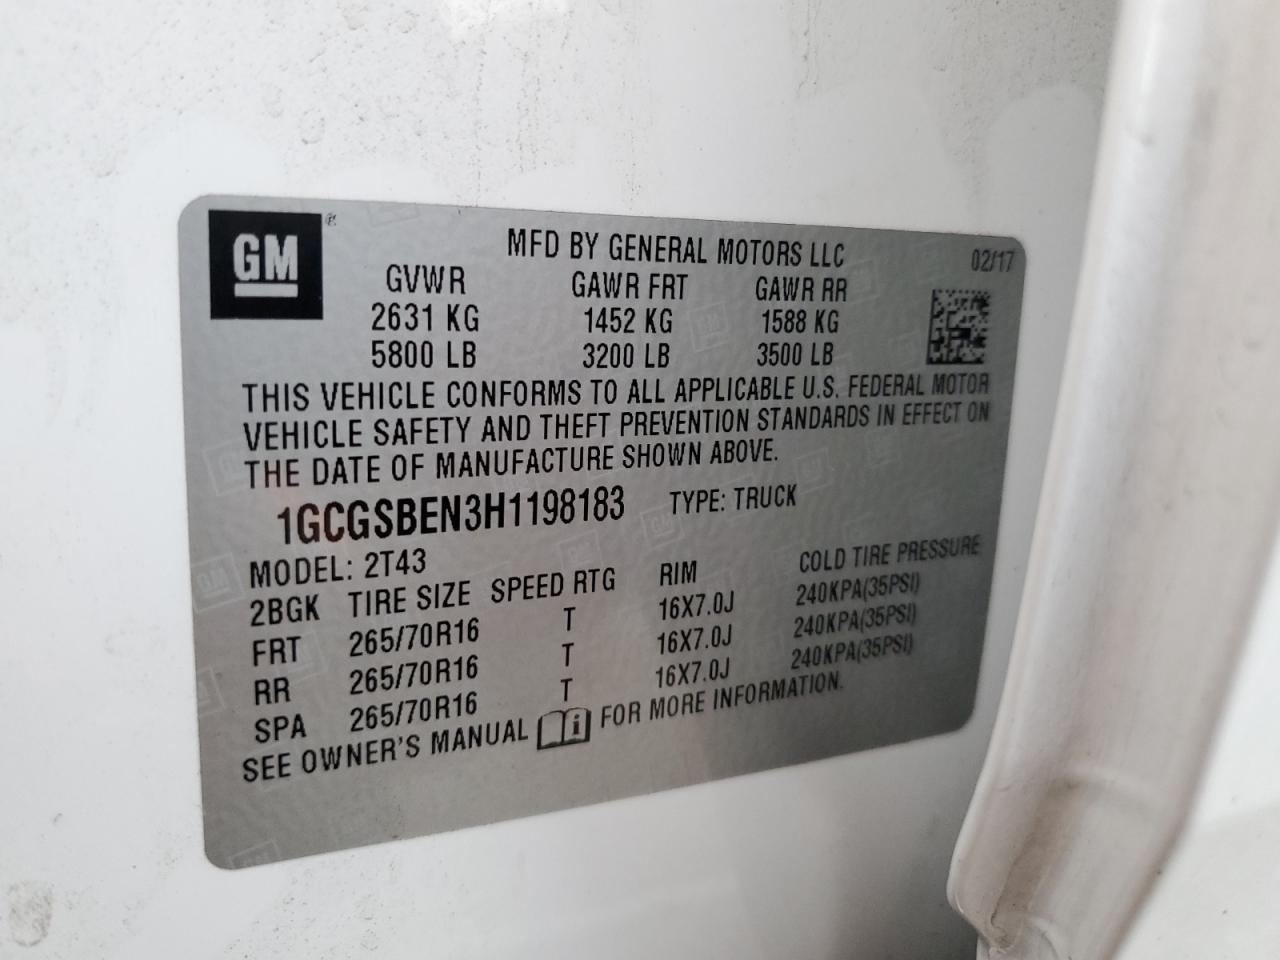 GM ®
MFD BY GENERAL MOTORS LLC 02/17
GVWR GAWR FRT GAWR RR
2631 KG 1452 KG 1588 KG
5800 LB 3200 LB 3500 LB
THIS VEHICLE CONFORMS TO ALL APPLICABLE U.S. FEDERAL MOTOR
VEHICLE SAFETY AND THEFT PREVENTION STANDARDS IN EFFECT ON
THE DATE OF MANUFACTURE SHOWN ABOVE.
1GCGSBEN3H1198183 TYPE: TRUCK
MODEL: 2T43
2BGK TIRE SIZE SPEED RTG RIM COLD TIRE PRESSURE
FRT 265/70R16 T 16X7.0J 240KPA(35PSI)
RR 265/70R16 T 16X7.0J 240KPA(35PSI)
SPA 265/70R16 T 16X7.0J 240KPA(35PSI)
SEE OWNER'S MANUAL i FOR MORE INFORMATION.